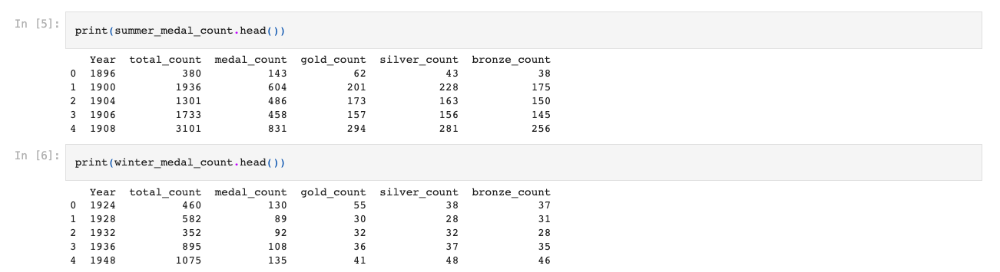 In [5]: print(summer_medal_count.head())
Year total_count medal_count gold_count silver_count bronze_count
0 1896 380 143 62 43 38
1 1900 1936 604 201 228 175
2 1904 1301 486 173 163 150
3 1906 1733 458 157 156 145
4 1908 3101 831 294 281 256
In [6]: print(winter_medal_count.head())
Year total_count medal_count gold_count silver_count bronze_count
0 1924 460 130 55 38 37
1 1928 582 89 30 28 31
2 1932 352 92 32 32 28
3 1936 895 108 36 37 35
4 1948 1075 135 41 48 46